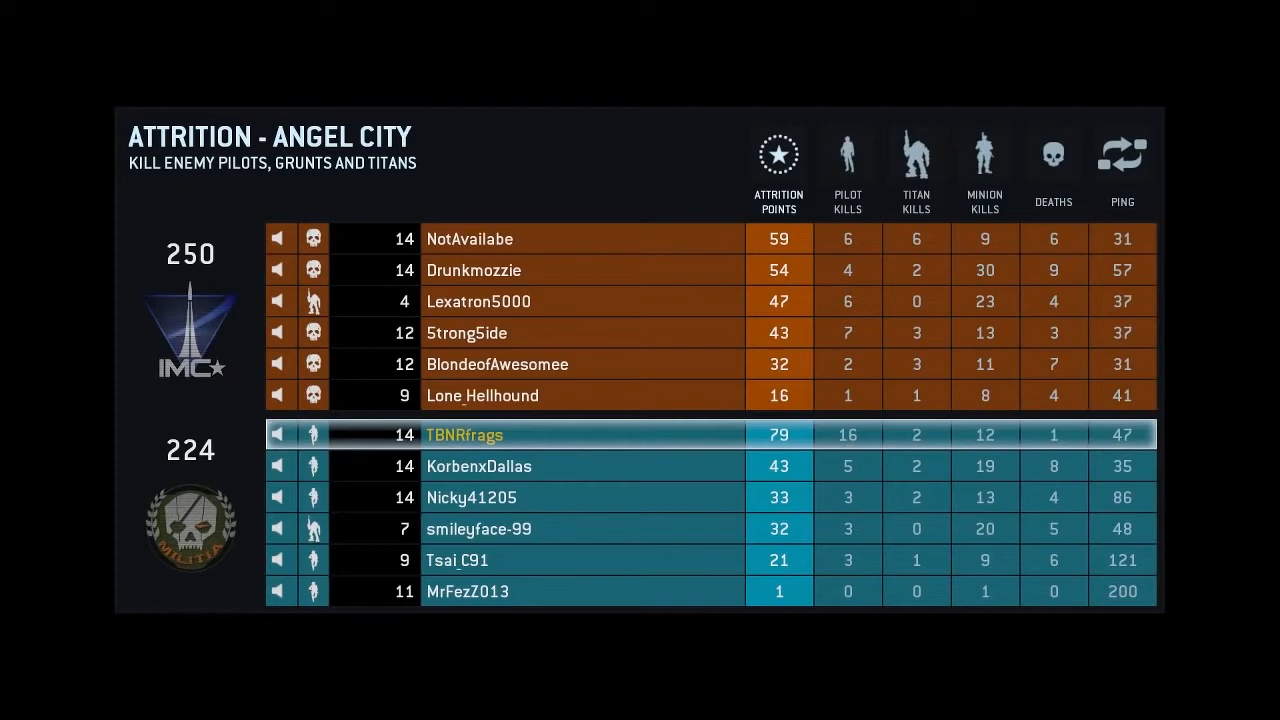 ATTRITION - ANGEL CITY
KILL ENEMY PILOTS, GRUNTS AND TITANS
ATTRITION POINTS
PILOT KILLS
TITAN KILLS
MINION KILLS
DEATHS
PING
250
IMC
14 NotAvailabe 59 6 6 9 6 31
14 Drunkmozzie 54 4 2 30 9 57
4 Lexatron5000 47 6 0 23 4 37
12 5trong5ide 43 7 3 13 3 37
12 BlondeofAwesomee 32 2 3 11 7 31
9 Lone_Hellhound 16 1 1 8 4 41
224
MILITIA
14 TBNRfrags 79 16 2 12 1 47
14 KorbenxDallas 43 5 2 19 8 35
14 Nicky41205 33 3 2 13 4 86
7 smileyface-99 32 3 0 20 5 48
9 Tsai_C91 21 3 1 9 6 121
11 MrFezZ013 1 0 0 1 0 200